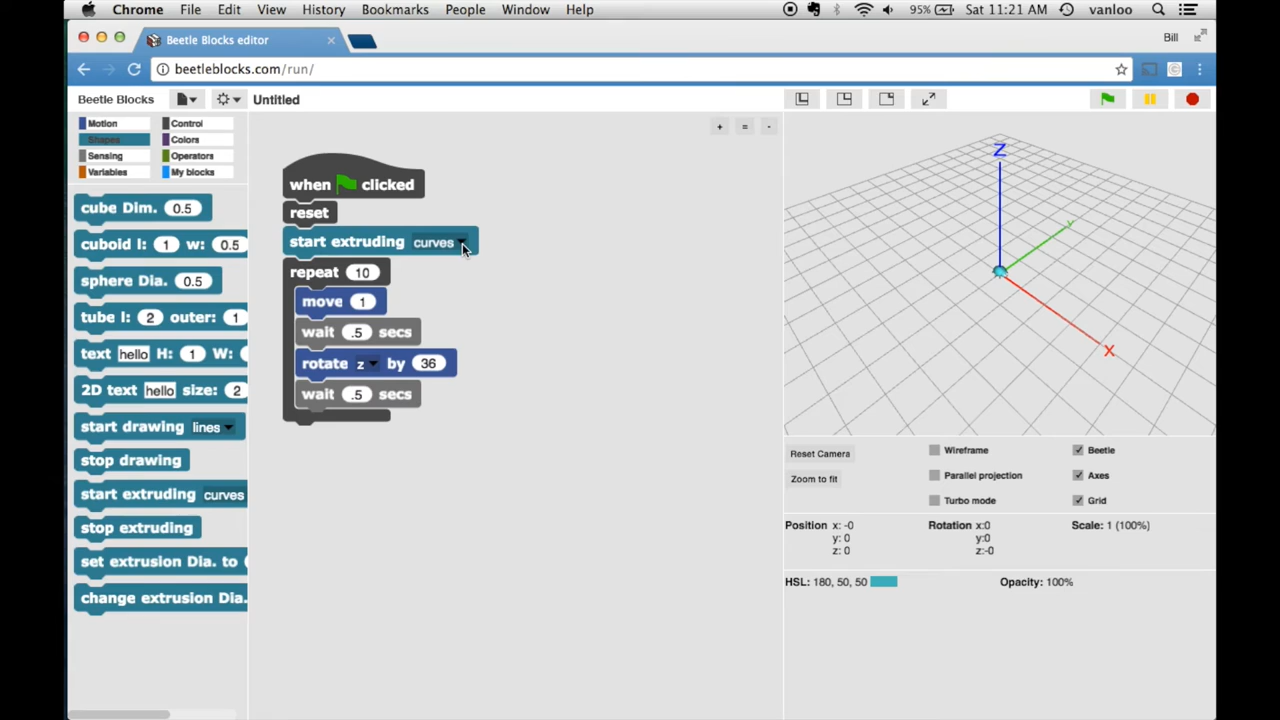 Chrome File Edit View History Bookmarks People Window Help 95% Sat 11:21 AM vanloo
Beetle Blocks editor Bill
beetleblocks.com/run/
Beetle Blocks Untitled
Motion Control
Shapes Colors
Sensing Operators
Variables My blocks
+ = -
cube Dim. 0.5
cuboid l: 1 w: 0.5
sphere Dia. 0.5
tube l: 2 outer: 1
text hello H: 1 W:
2D text hello size: 2
start drawing lines
stop drawing
start extruding curves
stop extruding
set extrusion Dia. to
change extrusion Dia.
when clicked
reset
start extruding curves
repeat 10
move 1
wait .5 secs
rotate z by 36
wait .5 secs
Z
Y
X
Reset Camera Wireframe Beetle
Zoom to fit Parallel projection Axes
Turbo mode Grid
Position x: -0 Rotation x:0 Scale: 1 (100%)
y: 0 y:0
z: 0 z:-0
HSL: 180, 50, 50 Opacity: 100%